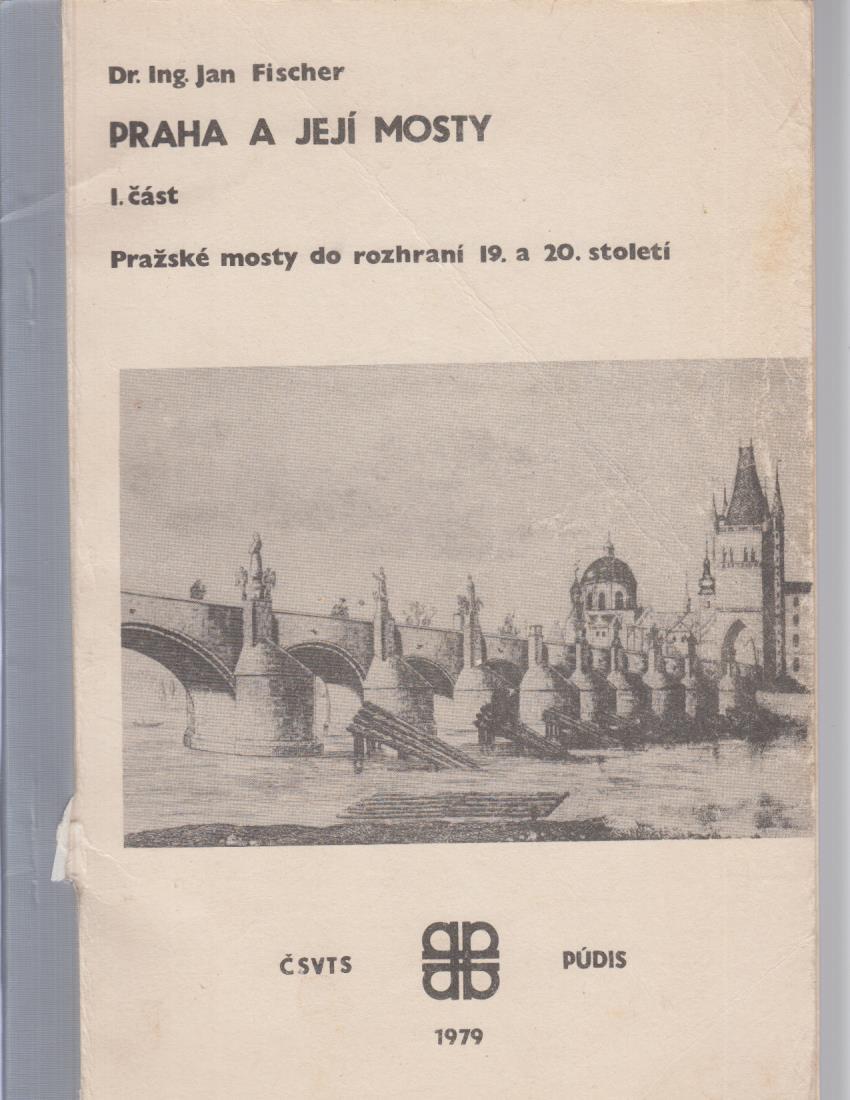 Dr. Ing. Jan Fischer
PRAHA A JEJÍ MOSTY
I. část
Pražské mosty do rozhraní 19. a 20. století
ČSVTS
PÚDIS
1979